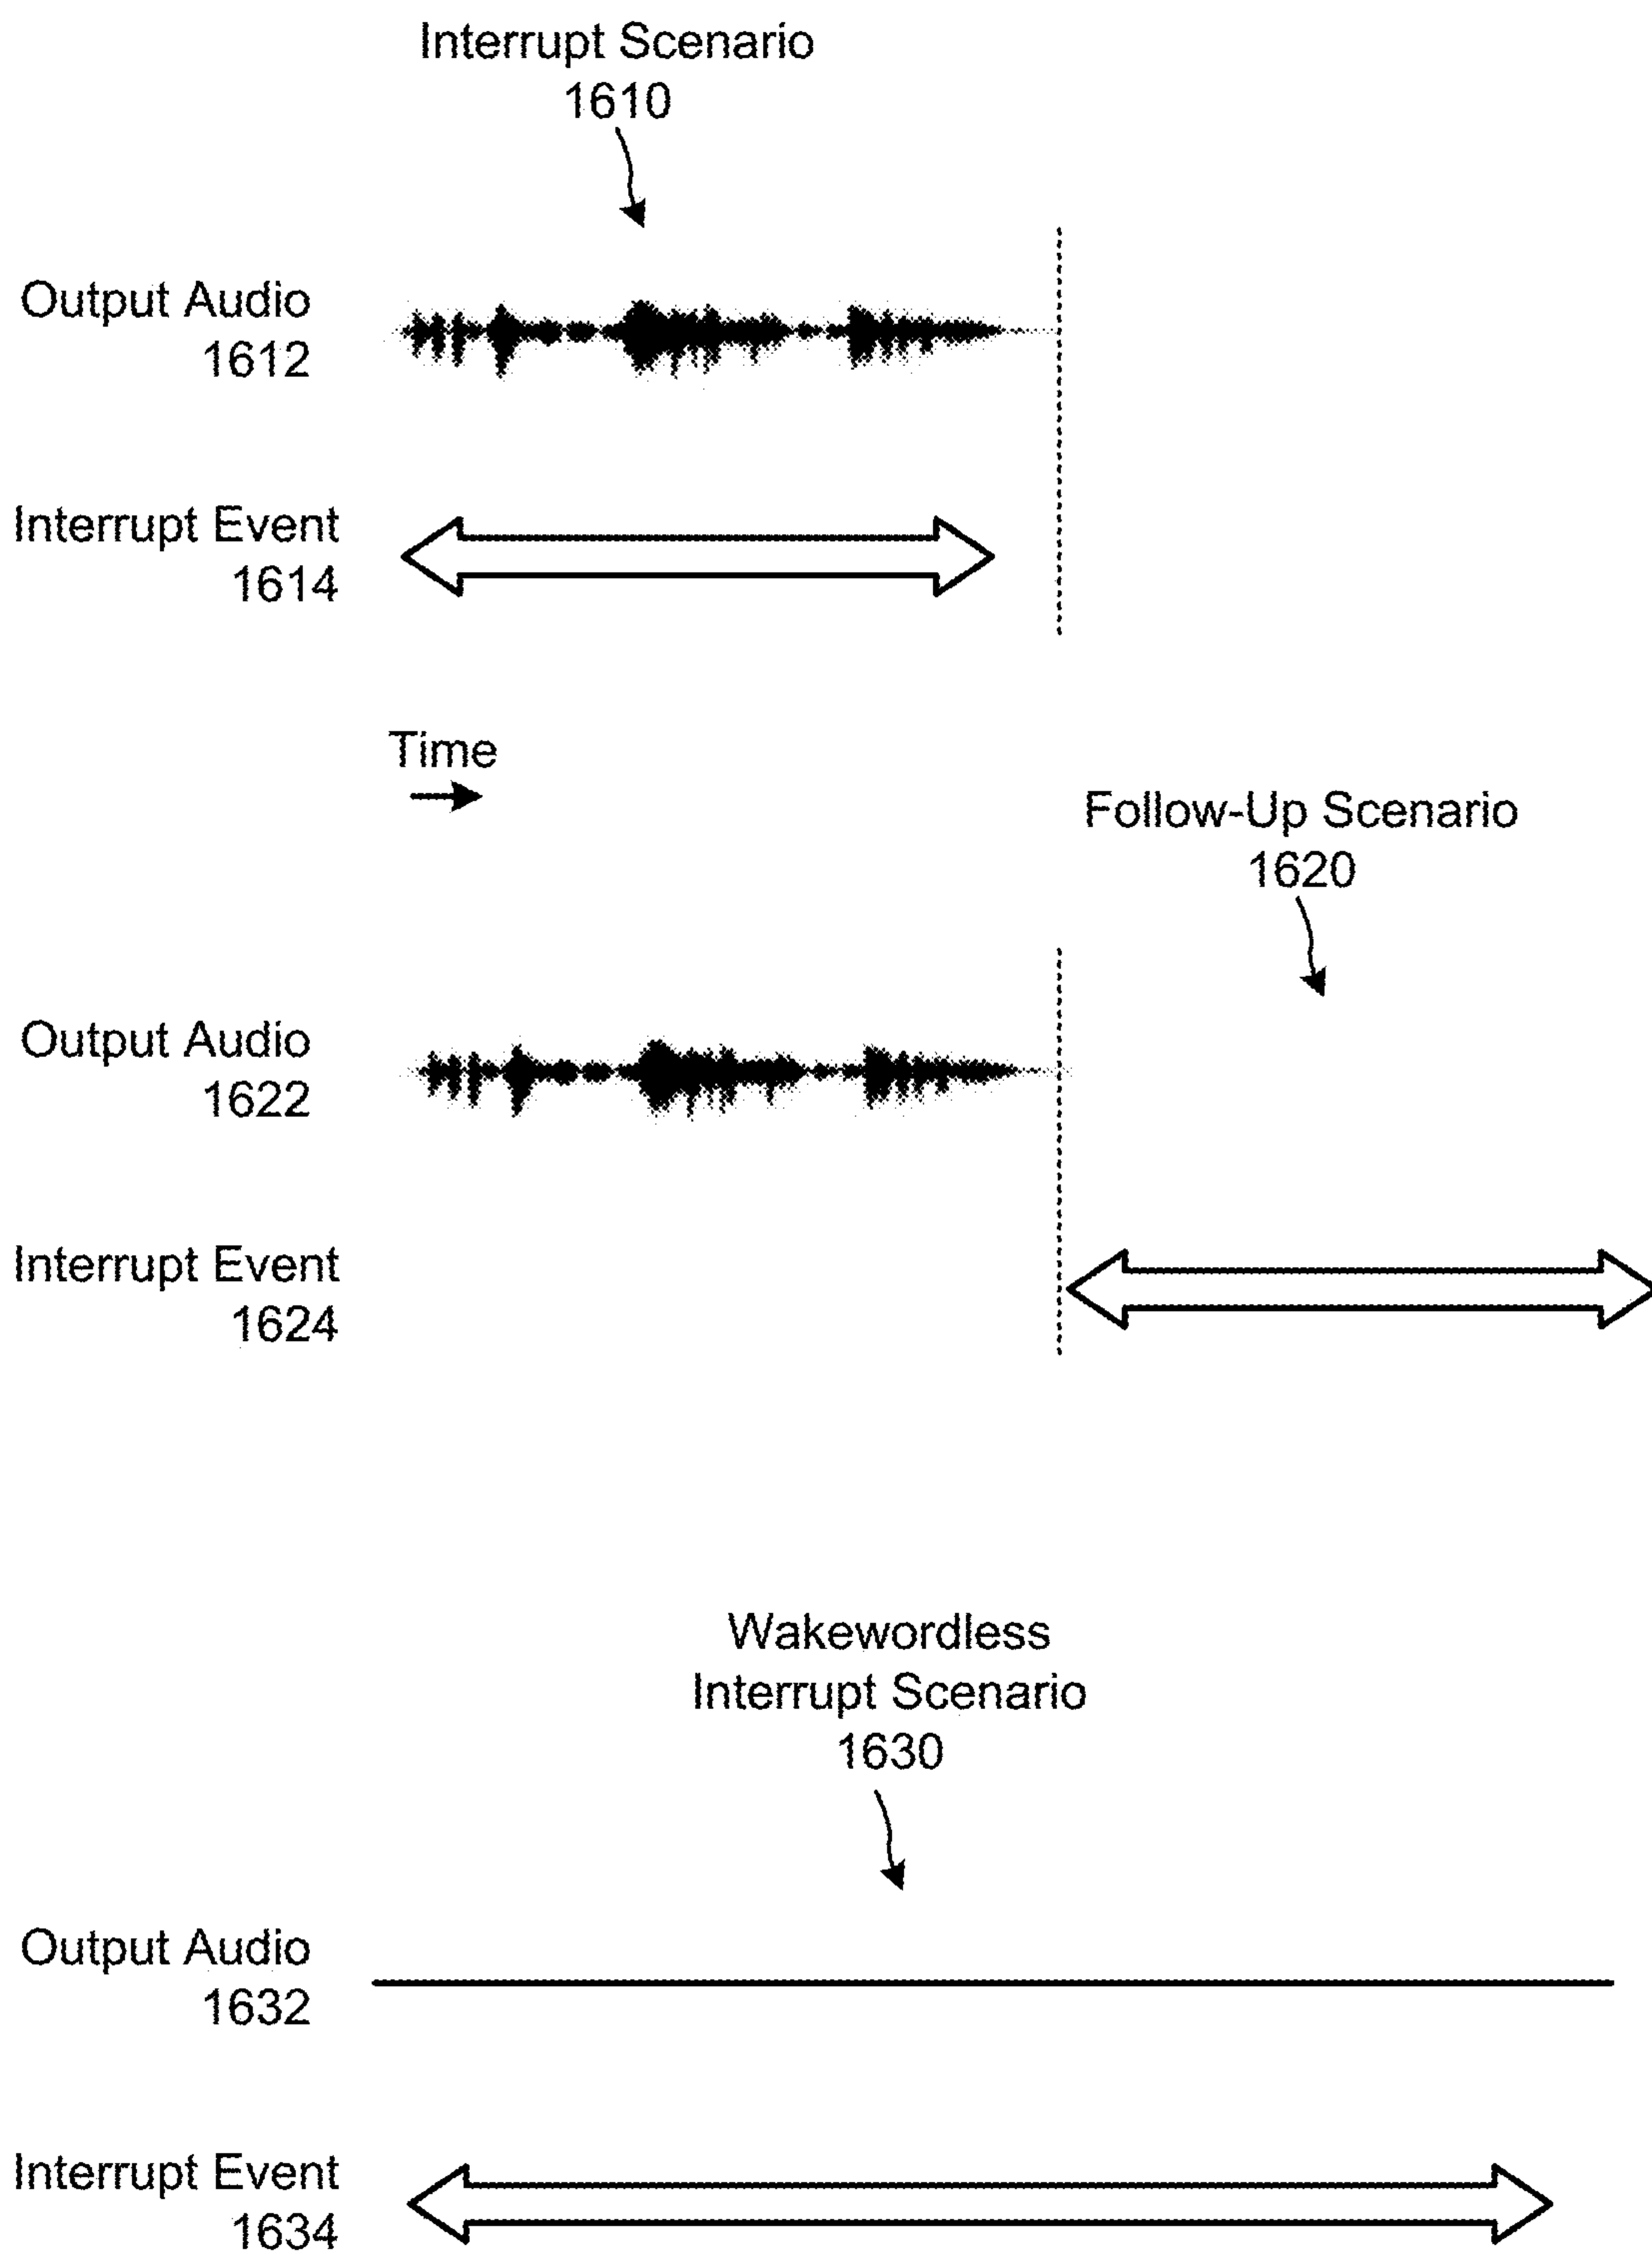 Interrupt Scenario
1610
Output Audio
1612
Interrupt Event
1614
Time
Follow-Up Scenario
1620
Output Audio
1622
Interrupt Event
1624
Wakewordless
Interrupt Scenario
1630
Output Audio
1632
Interrupt Event
1634